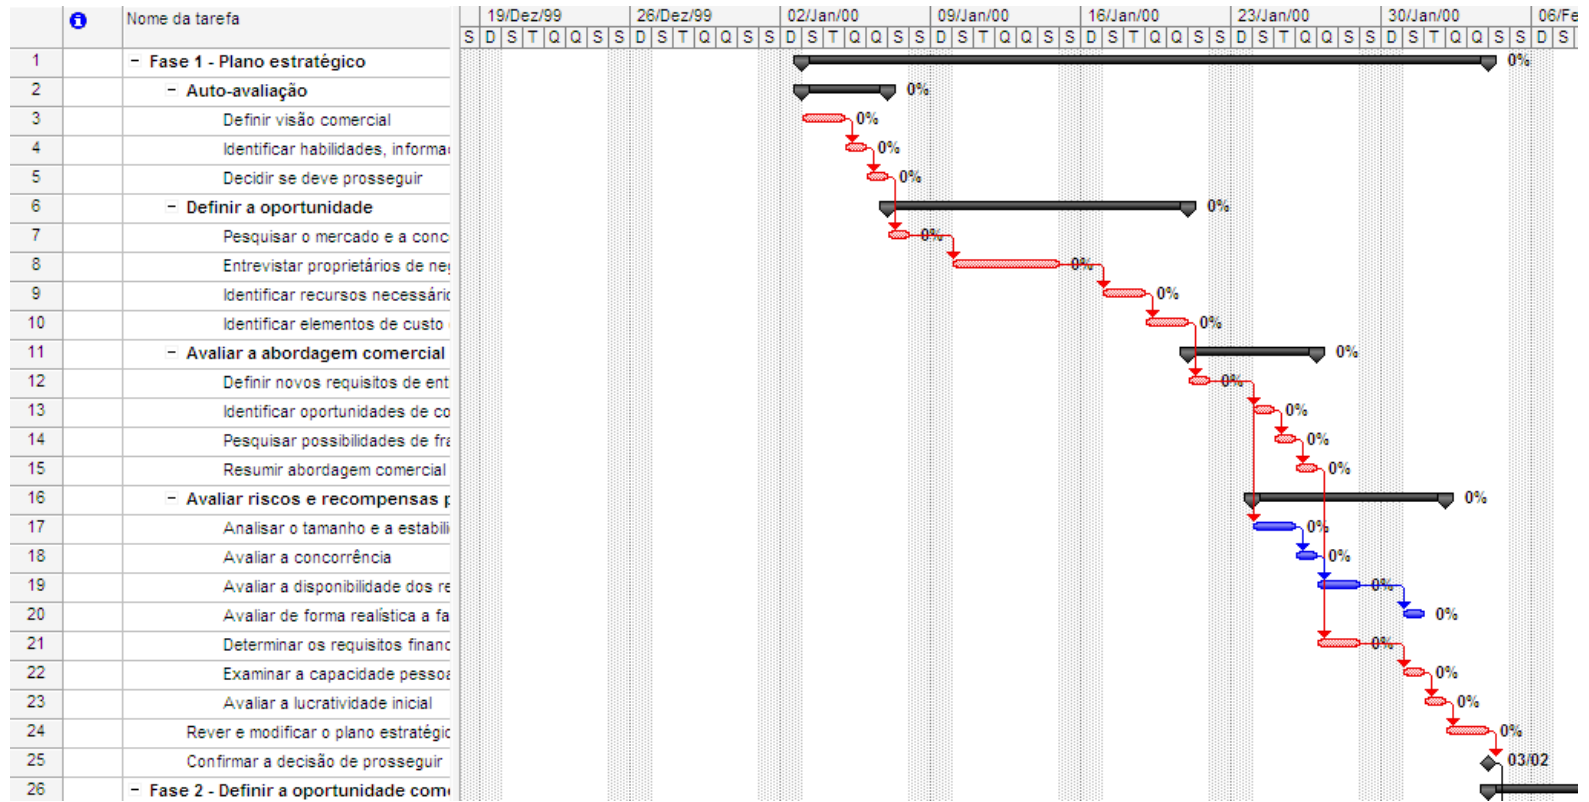 Nome da tarefa 19/Dez/99 26/Dez/99 02/Jan/00 09/Jan/00 16/Jan/00 23/Jan/00 30/Jan/00 06/Fe
S D S T Q Q S S D S T Q Q S S D S T Q Q S S D S T Q Q S S D S T Q Q S S D S T Q Q S S D S T Q Q S S D S
1 − Fase 1 - Plano estratégico 0%
2 − Auto-avaliação 0%
3 Definir visão comercial 0%
4 Identificar habilidades, informa 0%
5 Decidir se deve prosseguir 0%
6 − Definir a oportunidade 0%
7 Pesquisar o mercado e a conc 0%
8 Entrevistar proprietários de ne 0%
9 Identificar recursos necessário 0%
10 Identificar elementos de custo 0%
11 − Avaliar a abordagem comercial 0%
12 Definir novos requisitos de ent 0%
13 Identificar oportunidades de co 0%
14 Pesquisar possibilidades de fra 0%
15 Resumir abordagem comercial 0%
16 − Avaliar riscos e recompensas p 0%
17 Analisar o tamanho e a estabili 0%
18 Avaliar a concorrência 0%
19 Avaliar a disponibilidade dos re 0%
20 Avaliar de forma realística a fa 0%
21 Determinar os requisitos financ 0%
22 Examinar a capacidade pessoa 0%
23 Avaliar a lucratividade inicial 0%
24 Rever e modificar o plano estratégic 0%
25 Confirmar a decisão de prosseguir 03/02
26 − Fase 2 - Definir a oportunidade com